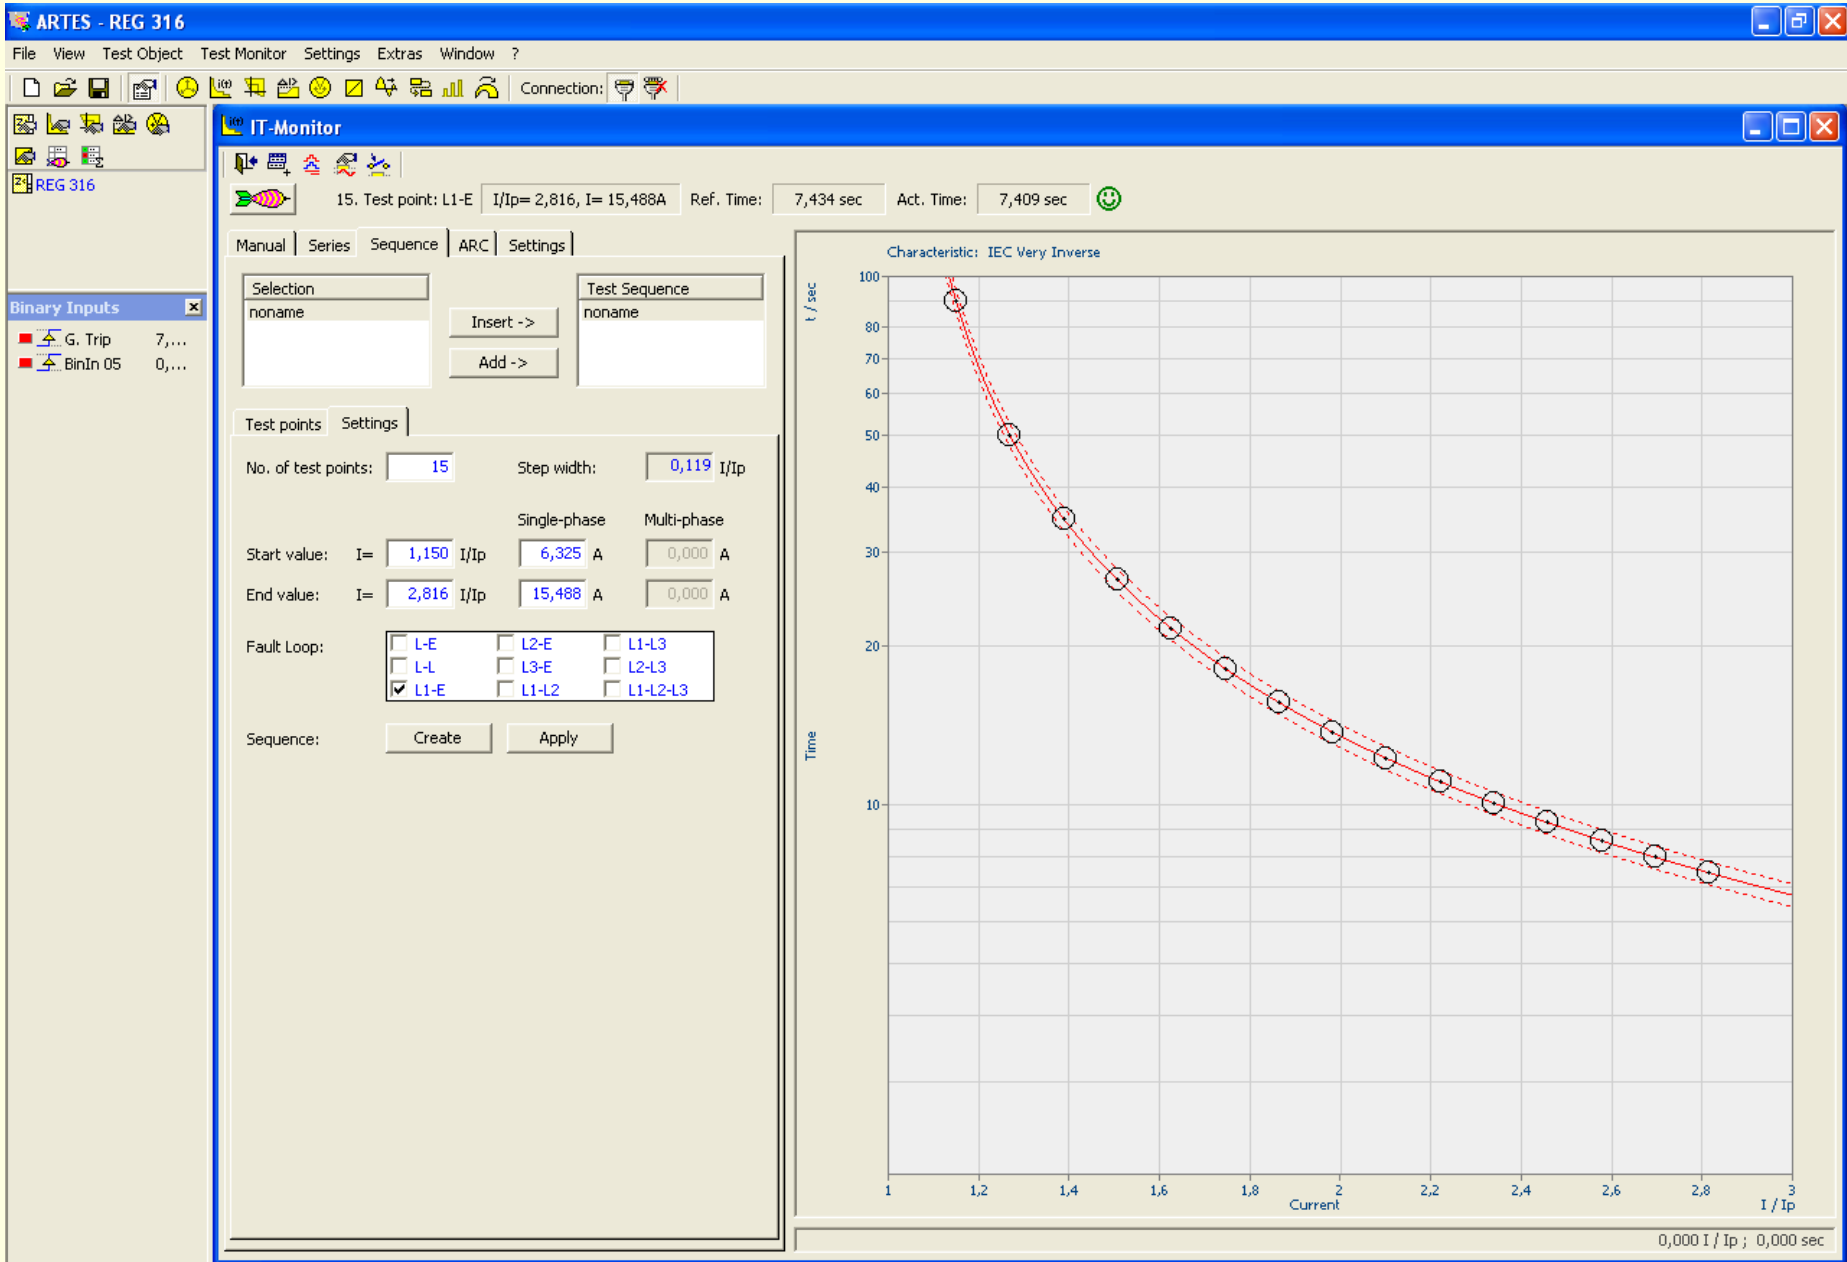 ARTES - REG 316
File View Test Object Test Monitor Settings Extras Window ?
Connection:
REG 316
Binary Inputs
G. Trip 7,...
BinIn 05 0,...
IT-Monitor
15. Test point: L1-E I/Ip= 2,816, I= 15,488A Ref. Time: 7,434 sec Act. Time: 7,409 sec
Manual Series Sequence ARC Settings
Selection
noname
Insert ->
Add ->
Test Sequence
noname
Test points Settings
No. of test points: 15 Step width: 0,119 I/Ip
Single-phase Multi-phase
Start value: I= 1,150 I/Ip 6,325 A 0,000 A
End value: I= 2,816 I/Ip 15,488 A 0,000 A
Fault Loop:
L-E L2-E L1-L3
L-L L3-E L2-L3
L1-E L1-L2 L1-L2-L3
Sequence: Create Apply
Characteristic: IEC Very Inverse
t / sec
100
80
70
60
50
40
30
20
10
Time
1 1,2 1,4 1,6 1,8 2 2,2 2,4 2,6 2,8 3
Current I / Ip
0,000 I / Ip ; 0,000 sec